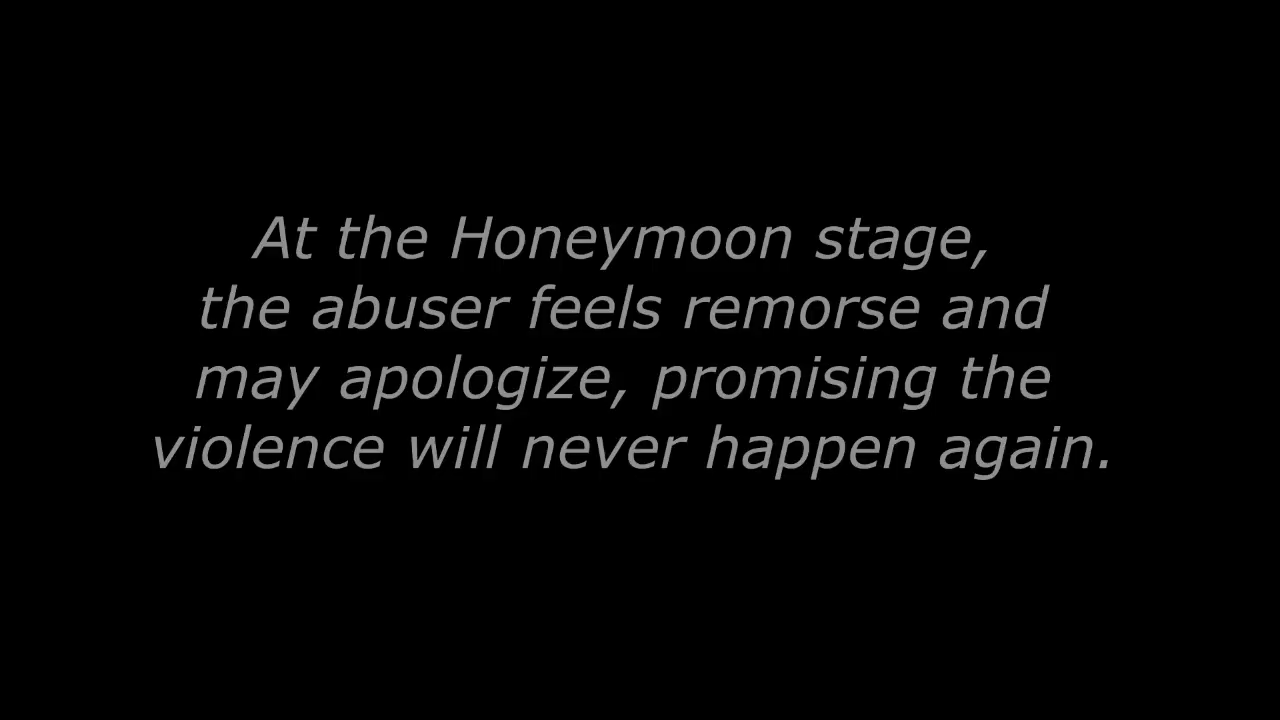 At the Honeymoon stage,
the abuser feels remorse and
may apologize, promising the
violence will never happen again.